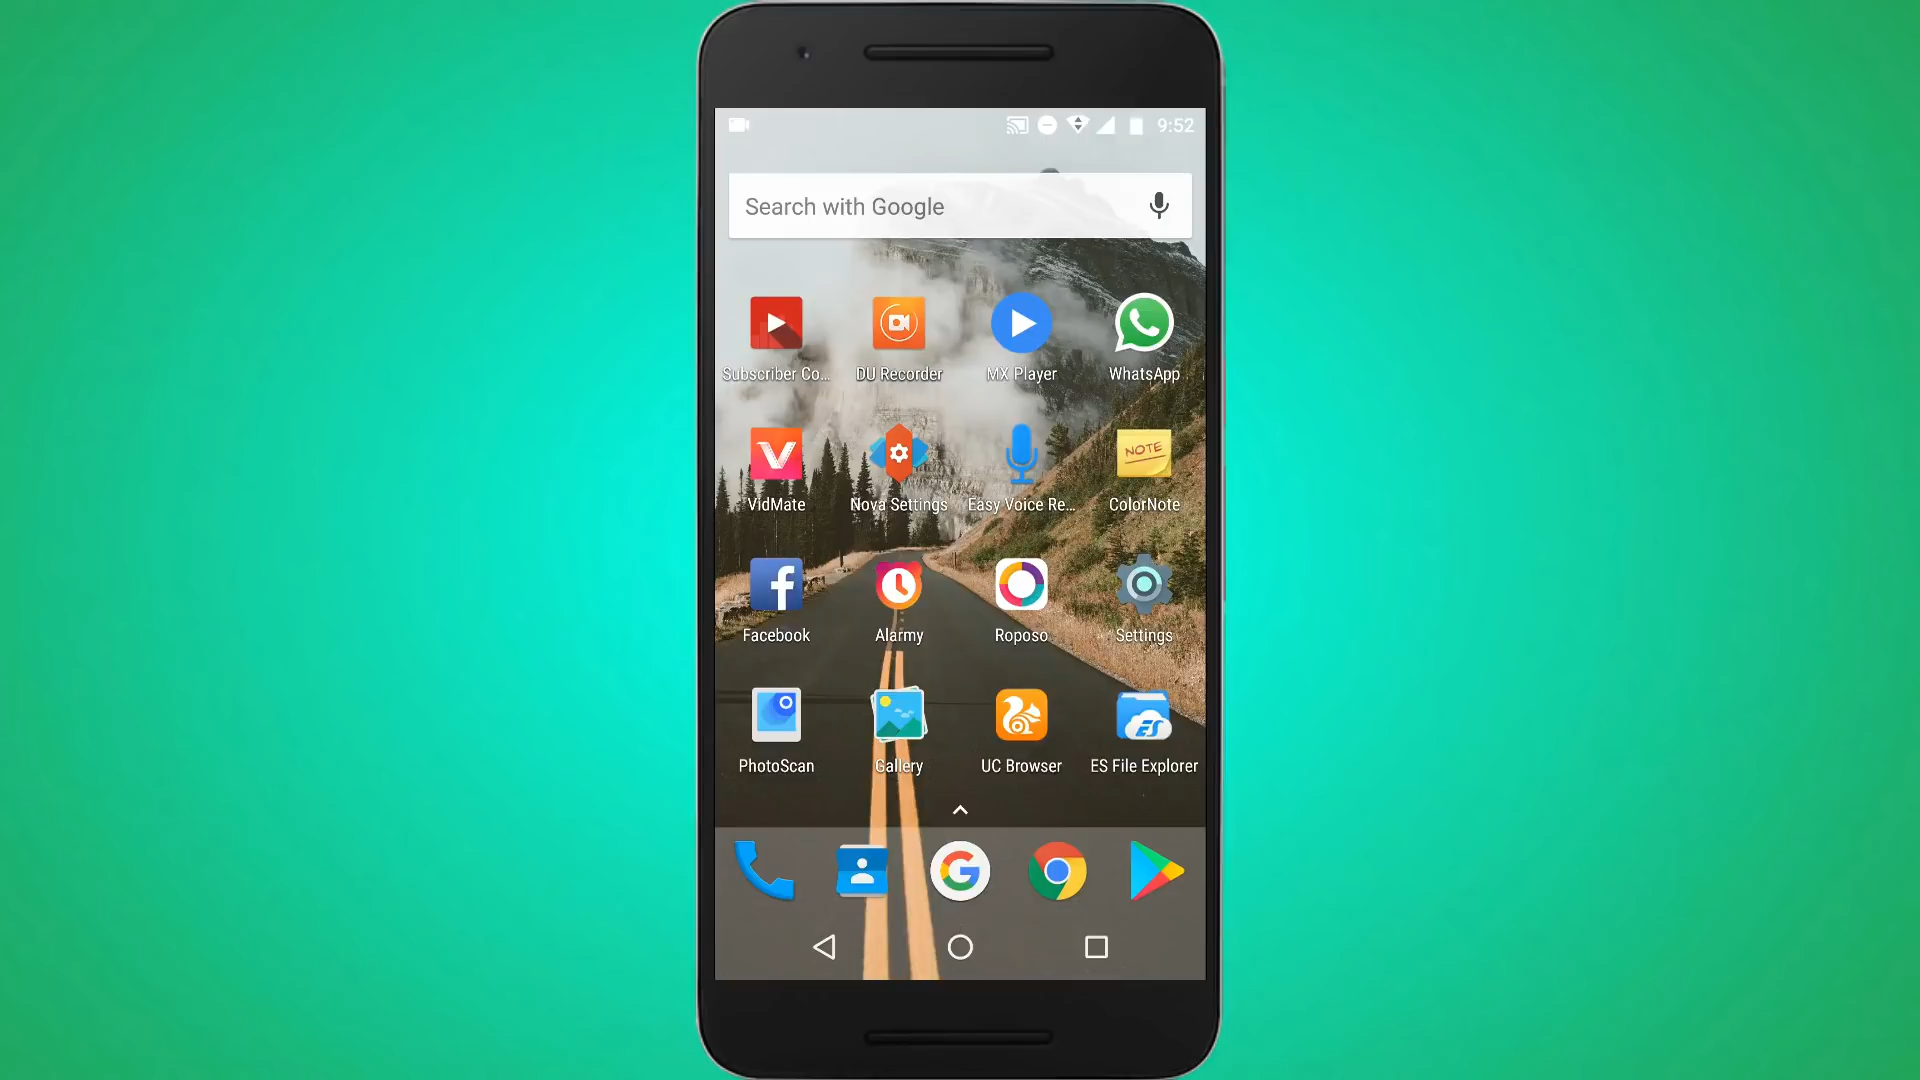 9:52
Search with Google
Subscriber Co...
DU Recorder
MX Player
WhatsApp
VidMate
Nova Settings
Easy Voice Re...
NOTE
ColorNote
Facebook
Alarmy
Roposo
Settings
PhotoScan
Gallery
UC Browser
ES
ES File Explorer